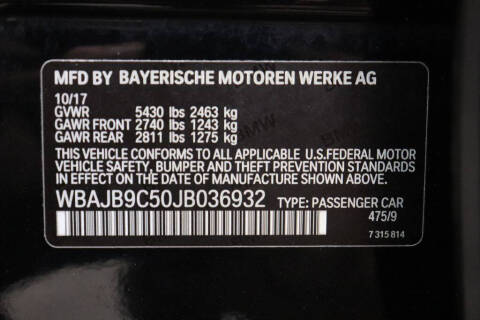 MFD BY BAYERISCHE MOTOREN WERKE AG
10/17
GVWR 5430 lbs 2463 kg
GAWR FRONT 2740 lbs 1243 kg
GAWR REAR 2811 lbs 1275 kg
THIS VEHICLE CONFORMS TO ALL APPLICABLE U.S.FEDERAL MOTOR
VEHICLE SAFETY, BUMPER AND THEFT PREVENTION STANDARDS
IN EFFECT ON THE DATE OF MANUFACTURE SHOWN ABOVE.
WBAJB9C50JB036932 TYPE: PASSENGER CAR
475/9
7 315 814